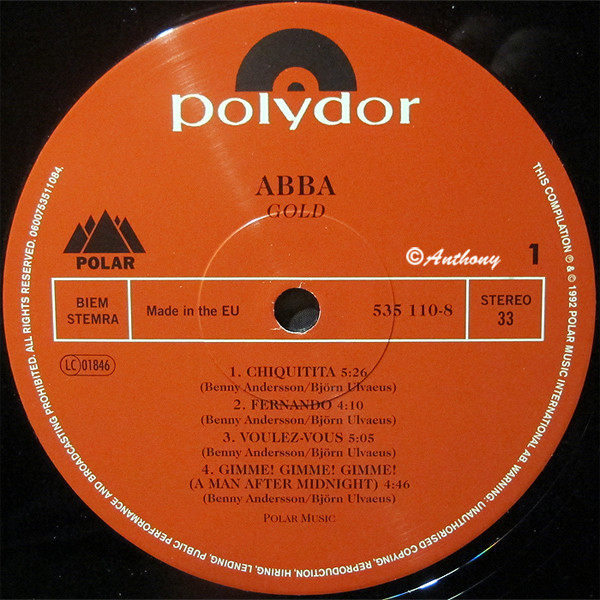 polydor
ABBA
GOLD
POLAR
©Anthony
1
BIEM
STEMRA
Made in the EU
535 110-8
STEREO
33
LC 01846
1. CHIQUITITA 5:26
(Benny Andersson/Björn Ulvaeus)
2. FERNANDO 4:10
(Benny Andersson/Björn Ulvaeus)
3. VOULEZ-VOUS 5:05
(Benny Andersson/Björn Ulvaeus)
4. GIMME! GIMME! GIMME!
(A MAN AFTER MIDNIGHT) 4:46
(Benny Andersson/Björn Ulvaeus)
POLAR MUSIC
THIS COMPILATION ℗ & © 1992 POLAR MUSIC INTERNATIONAL AB. WARNING: UNAUTHORISED COPYING, REPRODUCTION, HIRING, LENDING, PUBLIC PERFORMANCE AND BROADCASTING PROHIBITED. ALL RIGHTS RESERVED. 0600753511084.